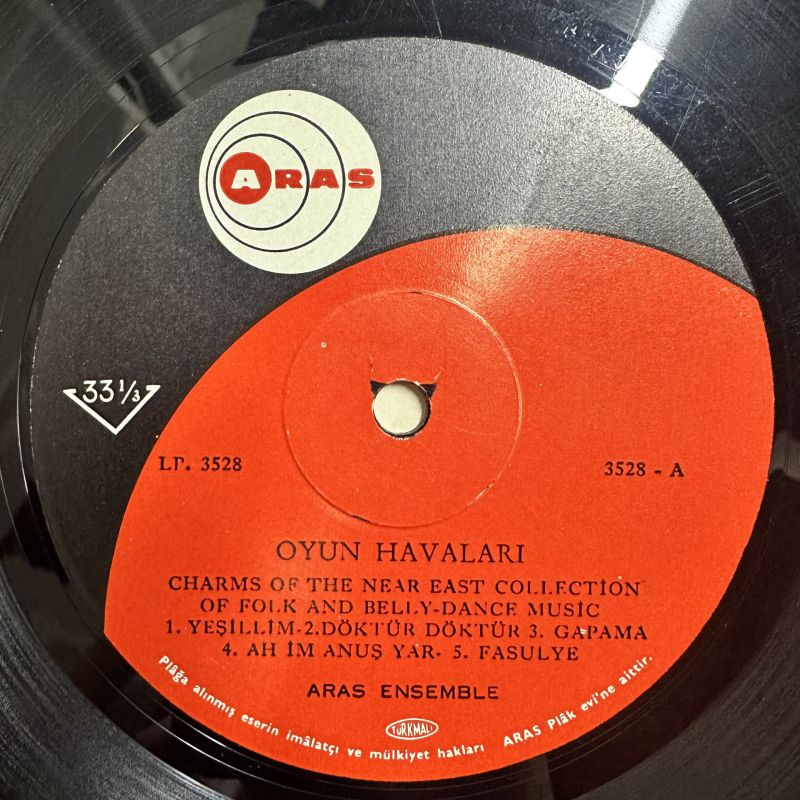 ARAS
33 1/3
LP. 3528
3528 - A
OYUN HAVALARI
CHARMS OF THE NEAR EAST COLLECTION
OF FOLK AND BELLY-DANCE MUSIC
1. YEŞİLLİM-2.DÖKTÜR DÖKTÜR 3. GAPAMA
4. AH İM ANUŞ YAR- 5. FASULYE
ARAS ENSEMBLE
Plâğa alınmış eserin imâlatçı ve mülkiyet hakları ARAS Plâk evi'ne aittir.
TÜRKMALI